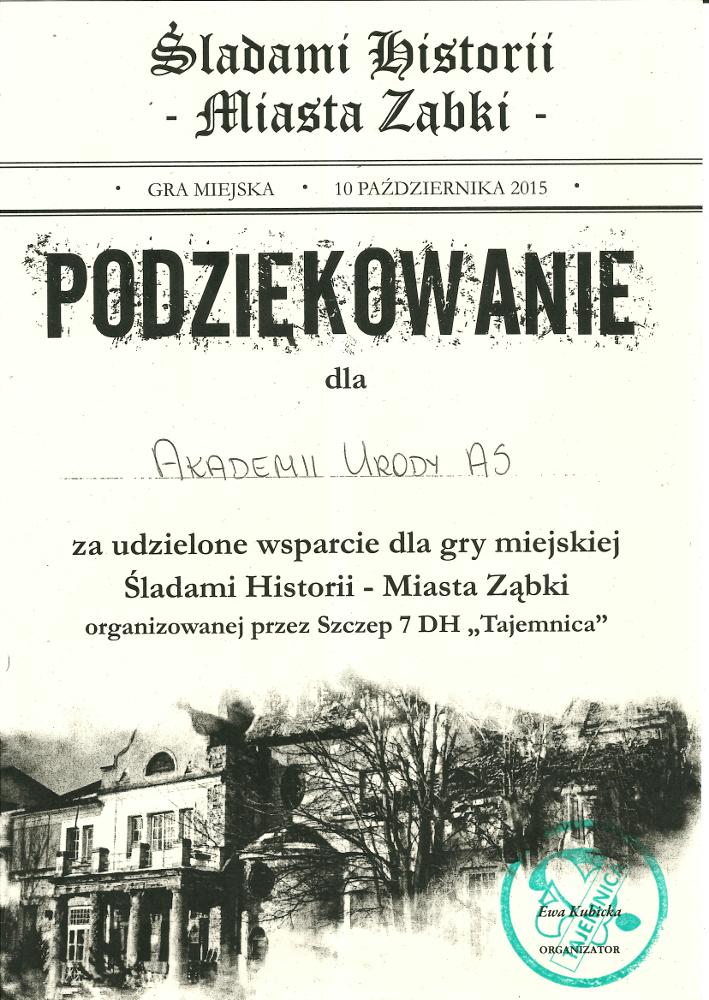 Śladami Historii
- Miasta Ząbki -
• GRA MIEJSKA • 10 PAŹDZIERNIKA 2015 •
PODZIĘKOWANIE
dla
AKADEMII URODY AS
za udzielone wsparcie dla gry miejskiej
Śladami Historii - Miasta Ząbki
organizowanej przez Szczep 7 DH „Tajemnica”
TAJEMNICA
Ewa Kubicka
ORGANIZATOR